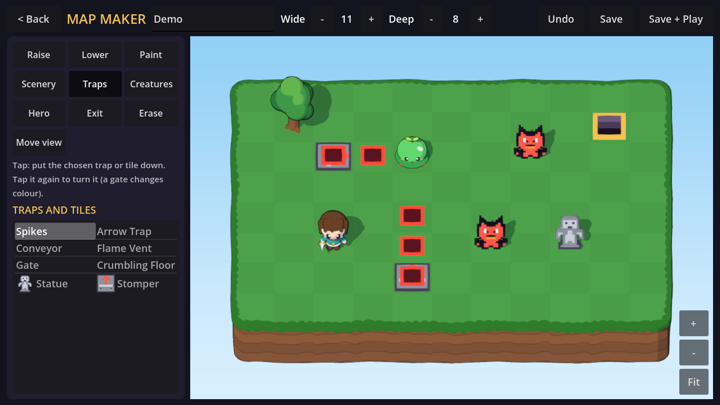 < Back MAP MAKER Demo Wide - 11 + Deep - 8 + Undo Save Save + Play
Raise Lower Paint
Scenery Traps Creatures
Hero Exit Erase
Move view
Tap: put the chosen trap or tile down.
Tap it again to turn it (a gate changes
colour).
TRAPS AND TILES
Spikes Arrow Trap
Conveyor Flame Vent
Gate Crumbling Floor
Statue Stomper
+
-
Fit